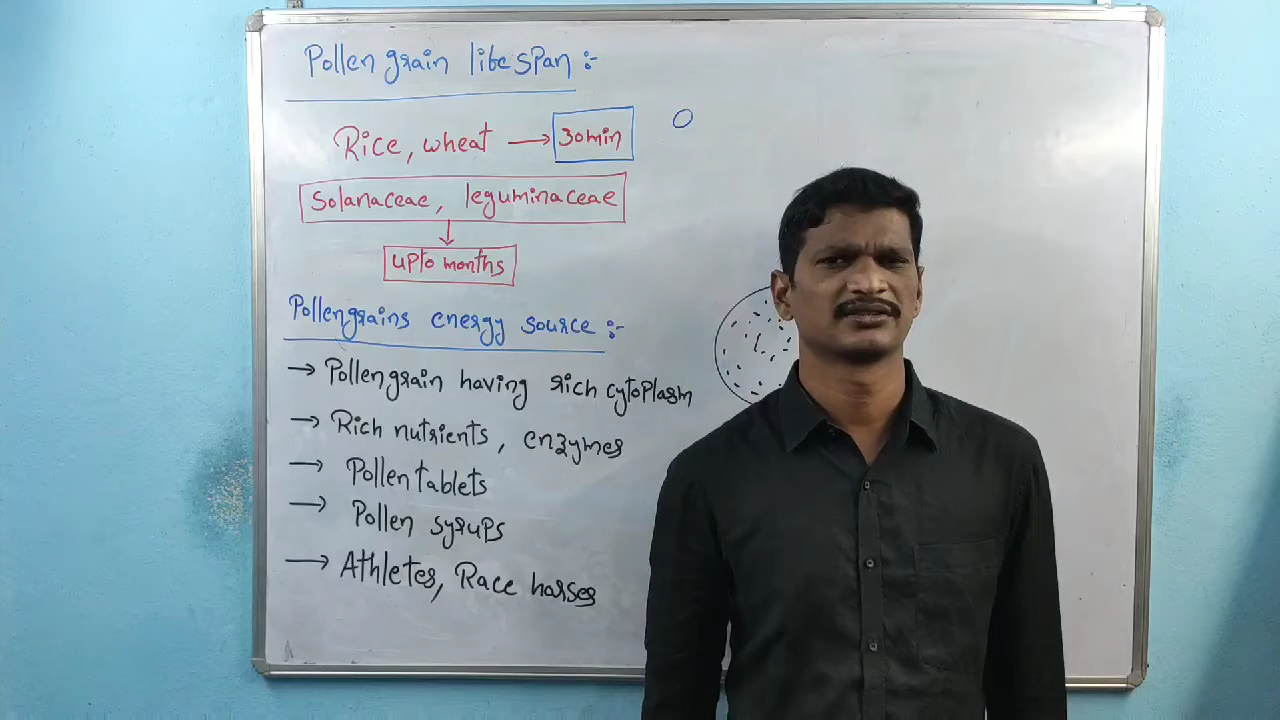 Pollen grain life span :-
Rice, wheat → 30min
Solanaceae, leguminaceae
↓
upto months
Pollengrains energy source :-
→ Pollengrain having rich cytoplasm
→ Rich nutrients, enzymes
→ Pollen tablets
→ Pollen syrups
→ Athletes, Race horses